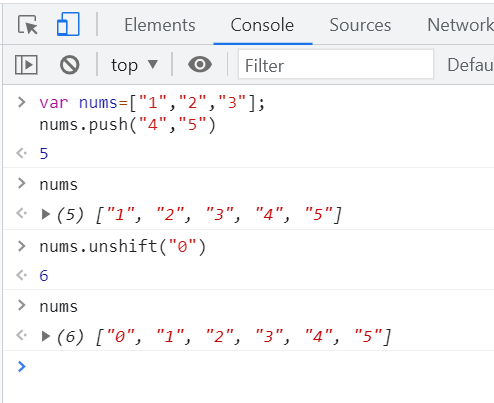 Elements Console Sources Network
top ▼ Filter Defau
> var nums=["1","2","3"];
nums.push("4","5")
5
> nums
▶ (5) ["1", "2", "3", "4", "5"]
> nums.unshift("0")
6
> nums
▶ (6) ["0", "1", "2", "3", "4", "5"]
>